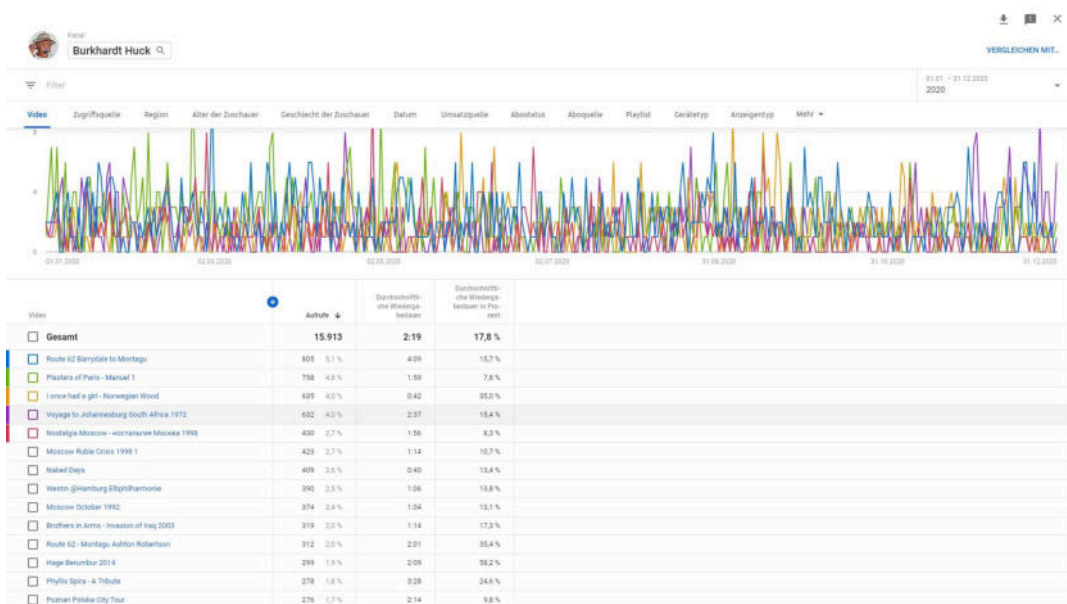 Kanal
Burkhardt Huck
VERGLEICHEN MIT...
Filter
01.01. – 31.12.2020
2020
Video Zugriffsquelle Region Alter der Zuschauer Geschlecht der Zuschauer Datum Umsatzquelle Abostatus Aboquelle Playlist Gerätetyp Anzeigentyp Mehr
8
4
0
01.01.2020 02.03.2020 02.05.2020 02.07.2020 31.08.2020 31.10.2020 31.12.2020
Video Aufrufe Durchschnittli-
che Wiederga-
bedauer Durchschnittli-
che Wiederga-
bedauer in Pro-
zent
Gesamt 15.913 2:19 17,8 %
Route 62 Barrydale to Montagu 805 5,1 % 4:09 15,7 %
Plasters of Paris - Manuel 1 758 4,8 % 1:59 7,8 %
I once had a girl - Norwegian Wood 635 4,0 % 0:42 35,0 %
Voyage to Johannesburg South Africa 1972 632 4,0 % 2:37 15,4 %
Nostalgie Moscow - ностальгия Москва 1998 430 2,7 % 1:56 8,3 %
Moscow Ruble Crisis 1998 1 423 2,7 % 1:14 10,7 %
Naked Days 409 2,6 % 0:40 13,4 %
Westin @Hamburg Elbphilharmonie 390 2,5 % 1:06 13,8 %
Moscow October 1992 374 2,4 % 1:04 13,1 %
Brothers in Arms - Invasion of Iraq 2003 319 2,0 % 1:14 17,3 %
Route 62 - Montagu Ashton Robertson 312 2,0 % 2:01 35,4 %
Hage Berumbur 2014 299 1,9 % 2:09 58,2 %
Phyllis Spira - A Tribute 278 1,8 % 3:28 24,6 %
Poznan Polska City Tour 276 1,7 % 2:14 9,8 %